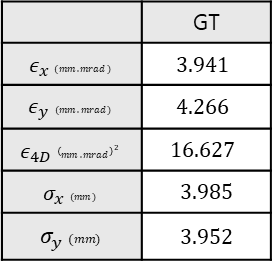 GT
ϵx (mm.mrad) 3.941
ϵy (mm.mrad) 4.266
ϵ4D (mm.mrad)² 16.627
σx (mm) 3.985
σy (mm) 3.952